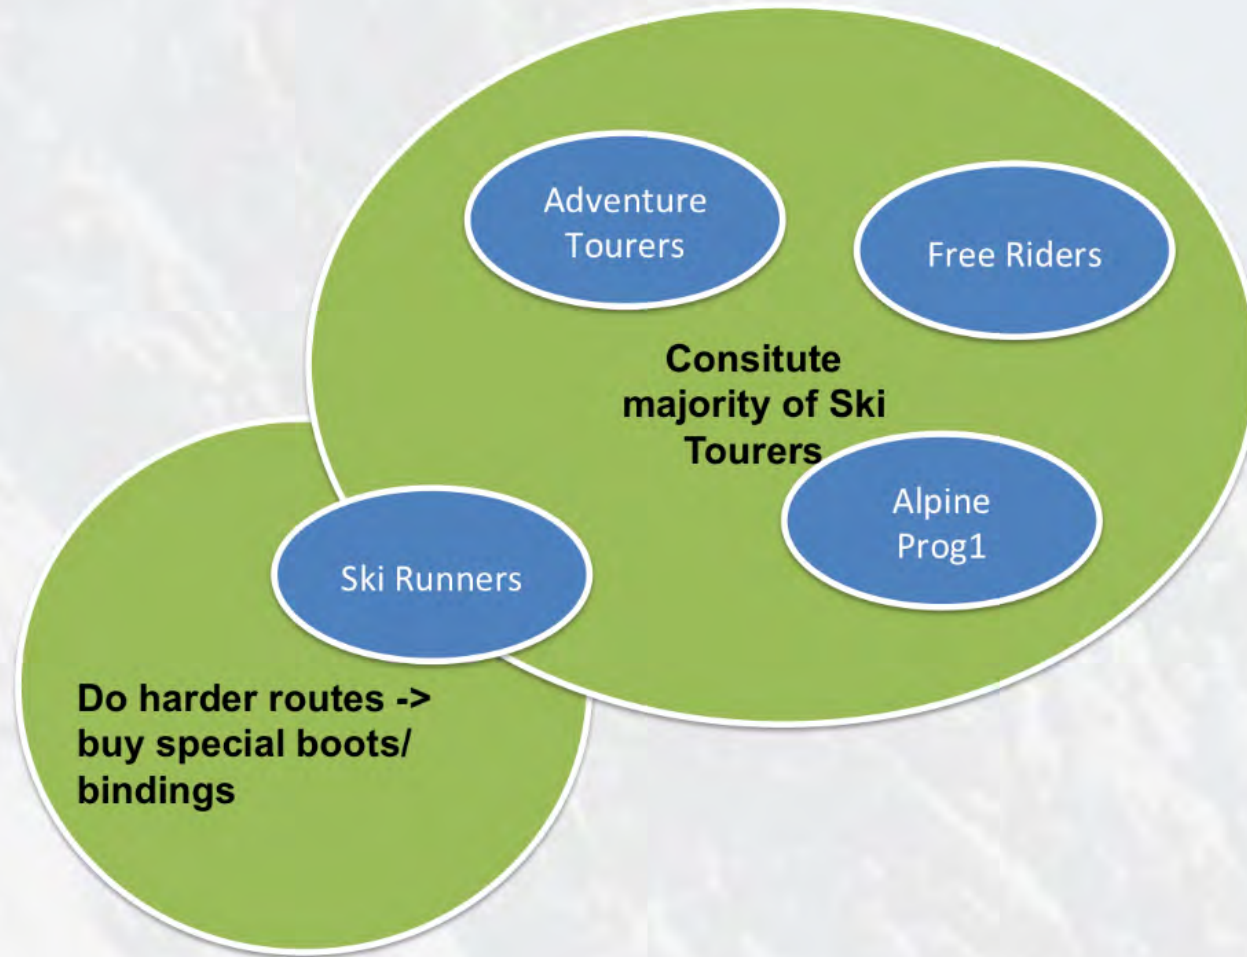 Adventure
Tourers
Free Riders
Consitute
majority of Ski
Tourers
Alpine
Prog1
Ski Runners
Do harder routes ->
buy special boots/
bindings